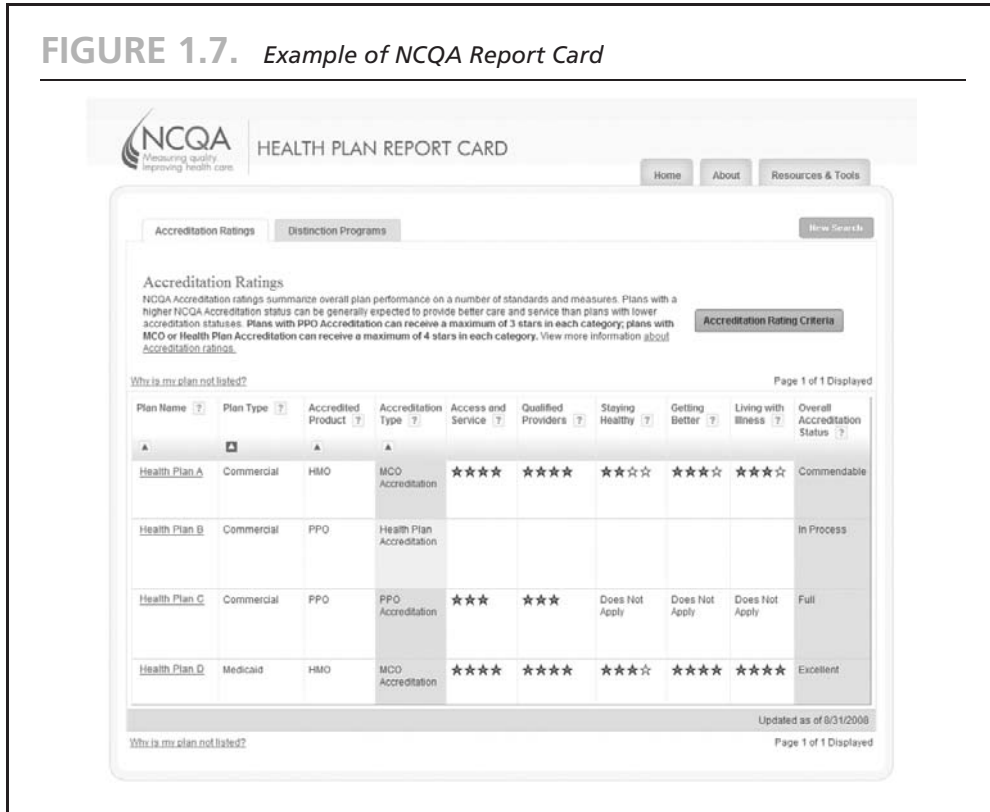 FIGURE 1.7. Example of NCQA Report Card
NCQA
Measuring quality.
Improving health care.
HEALTH PLAN REPORT CARD
Home About Resources & Tools
Accreditation Ratings Distinction Programs New Search
Accreditation Ratings
NCQA Accreditation ratings summarize overall plan performance on a number of standards and measures. Plans with a
higher NCQA Accreditation status can be generally expected to provide better care and service than plans with lower
accreditation statuses. Plans with PPO Accreditation can receive a maximum of 3 stars in each category; plans with
MCO or Health Plan Accreditation can receive a maximum of 4 stars in each category. View more information about
Accreditation ratings.
Accreditation Rating Criteria
Why is my plan not listed? Page 1 of 1 Displayed
Plan Name ? Plan Type ? Accredited Accreditation Access and Qualified Staying Getting Living with Overall
Product ? Type ? Service ? Providers ? Healthy ? Better ? Illness ? Accreditation
Status ?
Health Plan A Commercial HMO MCO ★★★★ ★★★★ ★★☆☆ ★★★☆ ★★★☆ Commendable
Accreditation
Health Plan B Commercial PPO Health Plan In Process
Accreditation
Health Plan C Commercial PPO PPO ★★★ ★★★ Does Not Does Not Does Not Full
Accreditation Apply Apply Apply
Health Plan D Medicaid HMO MCO ★★★★ ★★★★ ★★★☆ ★★★★ ★★★★ Excellent
Accreditation
Updated as of 8/31/2008
Why is my plan not listed? Page 1 of 1 Displayed